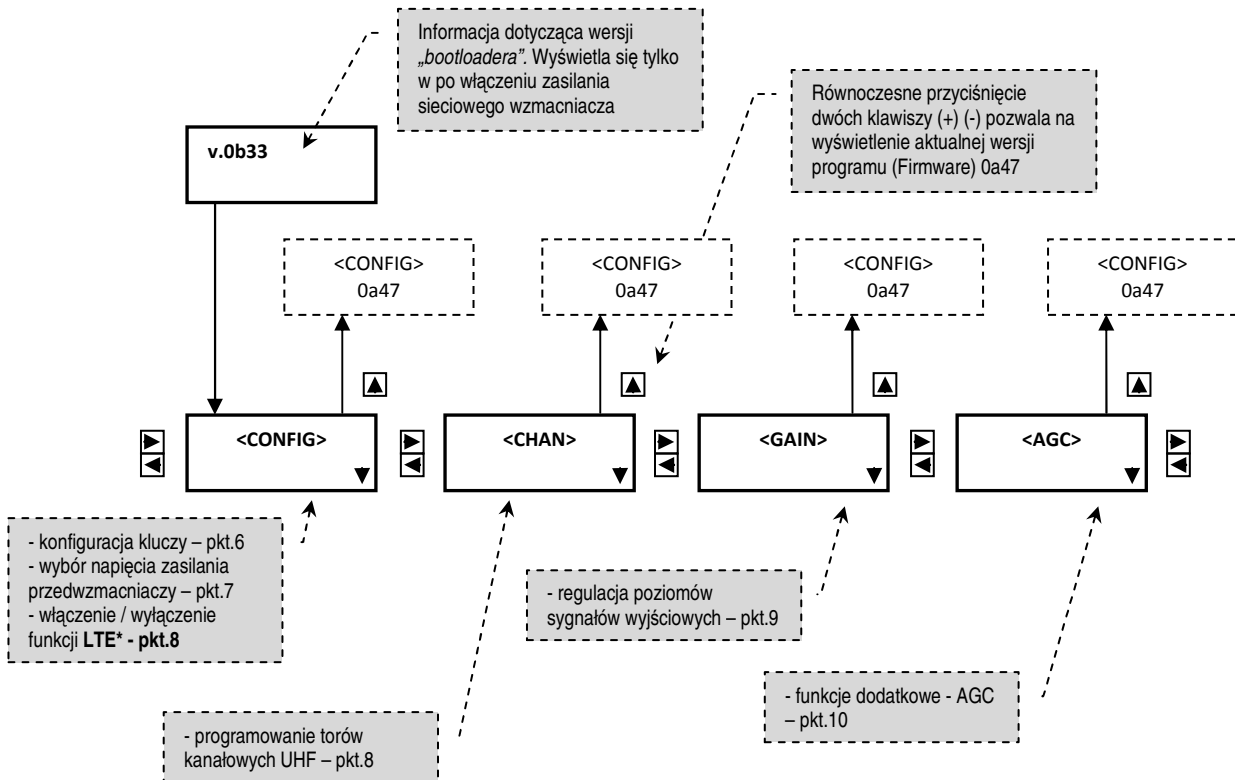 Informacja dotycząca wersji
„bootloadera”. Wyświetla się tylko
w po włączeniu zasilania
sieciowego wzmacniacza
Równoczesne przyciśnięcie
dwóch klawiszy (+) (-) pozwala na
wyświetlenie aktualnej wersji
programu (Firmware) 0a47
v.0b33
<CONFIG>
0a47
<CONFIG>
0a47
<CONFIG>
0a47
<CONFIG>
0a47
<CONFIG>
<CHAN>
<GAIN>
<AGC>
- konfiguracja kluczy – pkt.6
- wybór napięcia zasilania
przedwzmacniaczy – pkt.7
- włączenie / wyłączenie
funkcji LTE* - pkt.8
- regulacja poziomów
sygnałów wyjściowych – pkt.9
- funkcje dodatkowe - AGC
– pkt.10
- programowanie torów
kanałowych UHF – pkt.8